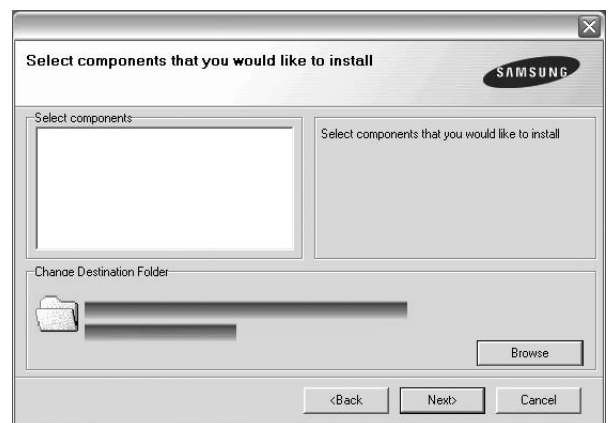 Select components that you would like to install
SAMSUNG
Select components
Select components that you would like to install
Change Destination Folder
Browse
<Back
Next>
Cancel